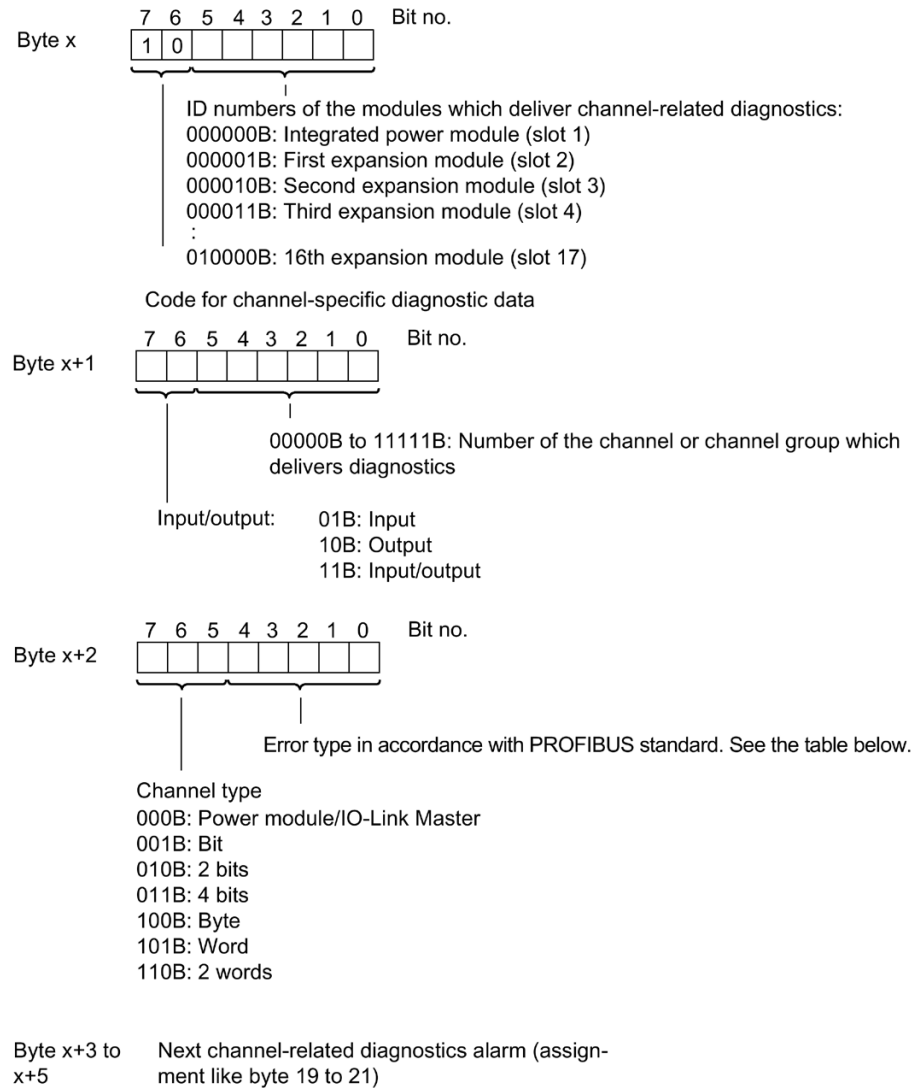 7 6 5 4 3 2 1 0 Bit no.
Byte x
1 0
ID numbers of the modules which deliver channel-related diagnostics:
000000B: Integrated power module (slot 1)
000001B: First expansion module (slot 2)
000010B: Second expansion module (slot 3)
000011B: Third expansion module (slot 4)
:
010000B: 16th expansion module (slot 17)
Code for channel-specific diagnostic data
7 6 5 4 3 2 1 0 Bit no.
Byte x+1
00000B to 11111B: Number of the channel or channel group which
delivers diagnostics
Input/output: 01B: Input
10B: Output
11B: Input/output
7 6 5 4 3 2 1 0 Bit no.
Byte x+2
Error type in accordance with PROFIBUS standard. See the table below.
Channel type
000B: Power module/IO-Link Master
001B: Bit
010B: 2 bits
011B: 4 bits
100B: Byte
101B: Word
110B: 2 words
Byte x+3 to Next channel-related diagnostics alarm (assign-
x+5 ment like byte 19 to 21)